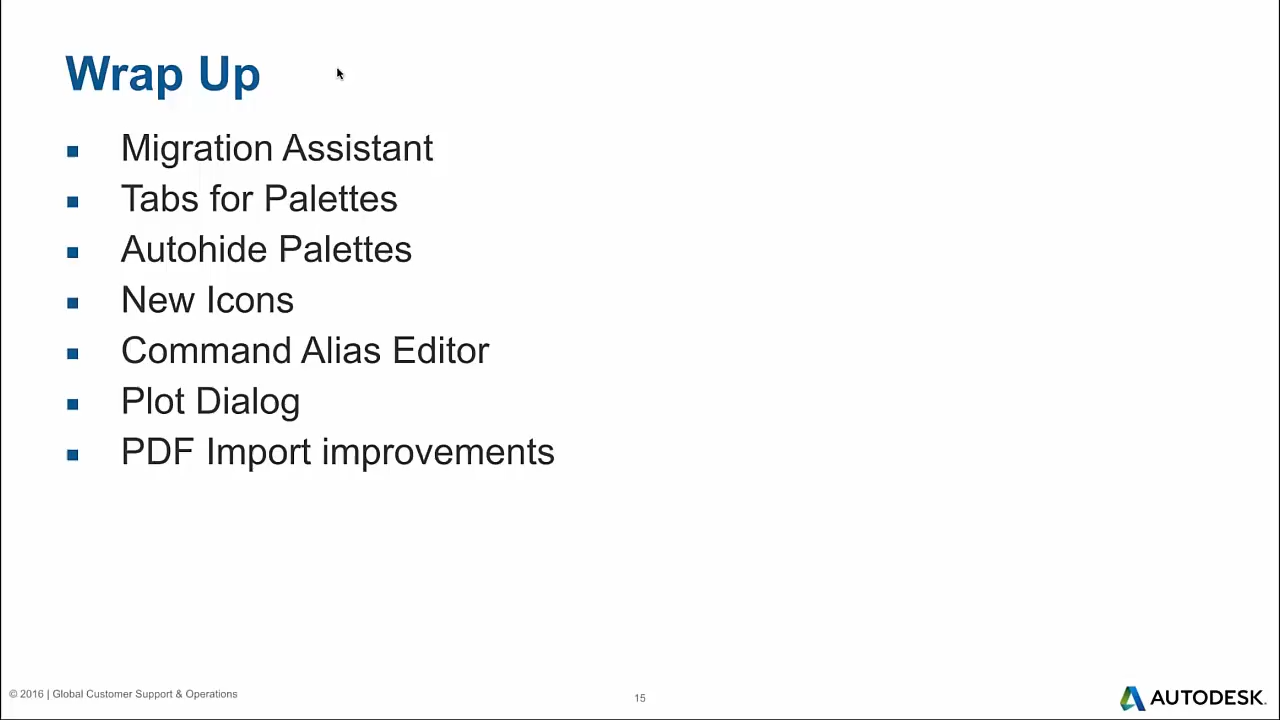 Wrap Up
Migration Assistant
Tabs for Palettes
Autohide Palettes
New Icons
Command Alias Editor
Plot Dialog
PDF Import improvements
© 2016 | Global Customer Support & Operations
15
AUTODESK.